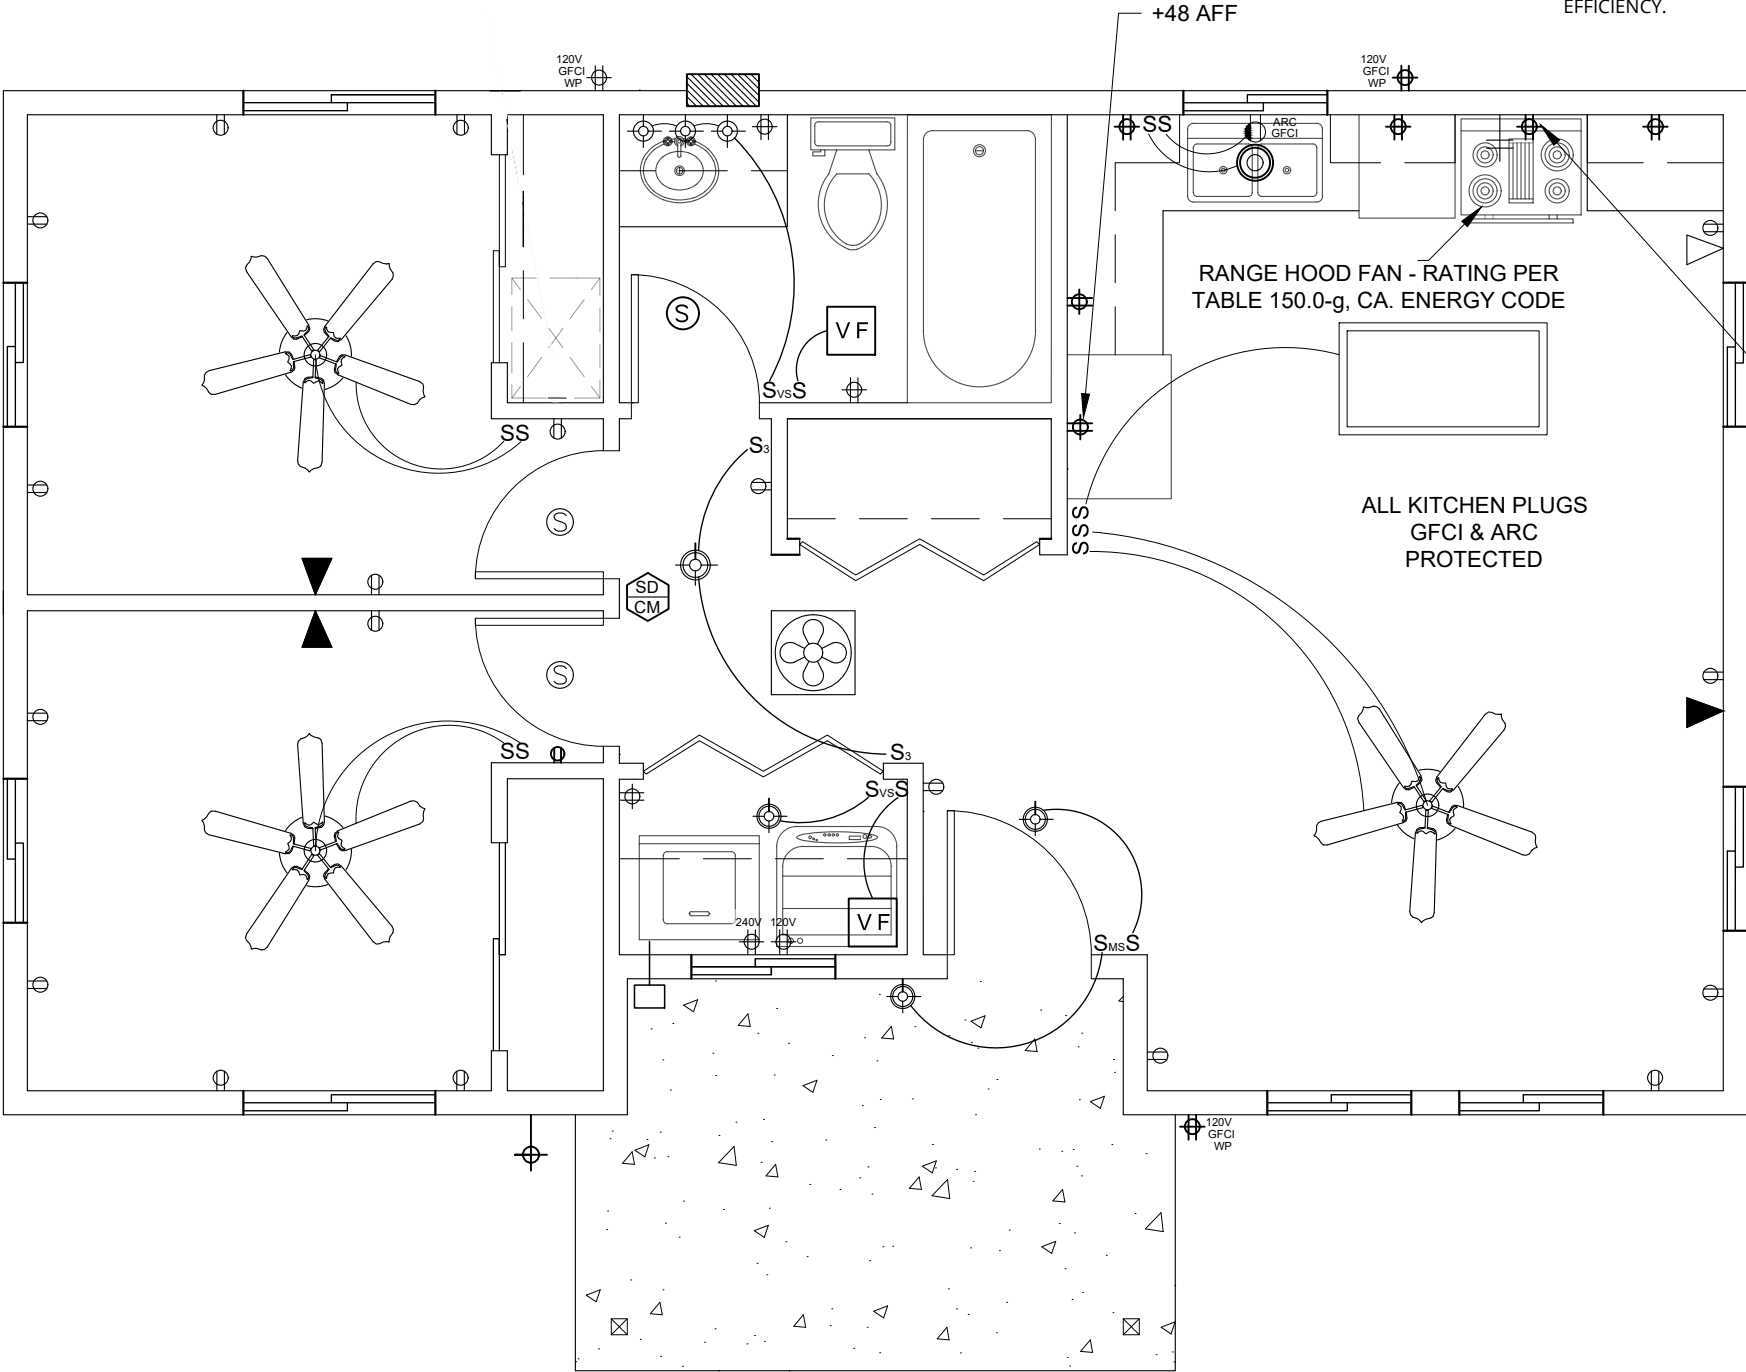 +48 AFF
EFFICIENCY.
120V
GFCI
WP
120V
GFCI
WP
SS
ARC
GFCI
RANGE HOOD FAN - RATING PER
TABLE 150.0-g, CA. ENERGY CODE
S
VF
SVSS
SS
S3
S
S
S
S
ALL KITCHEN PLUGS
GFCI & ARC
PROTECTED
SD
CM
S
SS
S3
SVSS
240V
120V
VF
SMSS
120V
GFCI
WP